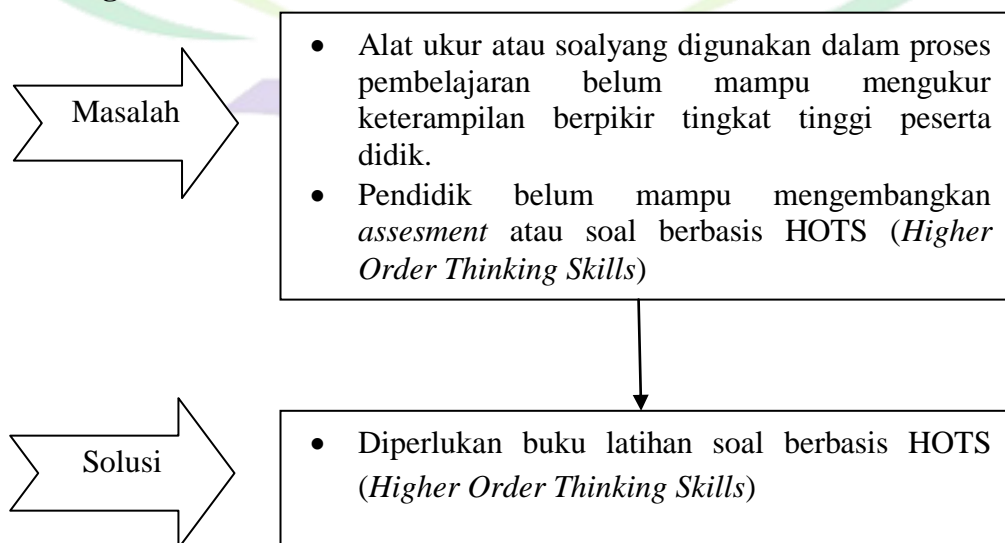 Masalah
• Alat ukur atau soalyang digunakan dalam proses
pembelajaran belum mampu mengukur
keterampilan berpikir tingkat tinggi peserta
didik.
• Pendidik belum mampu mengembangkan
assesment atau soal berbasis HOTS (Higher
Order Thinking Skills)
Solusi
• Diperlukan buku latihan soal berbasis HOTS
(Higher Order Thinking Skills)